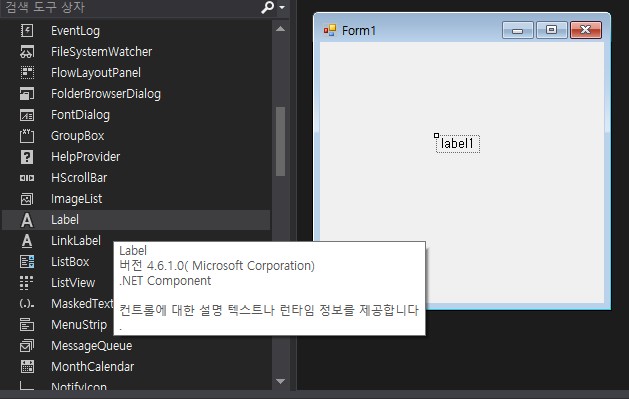 검색 도구 상자
EventLog
FileSystemWatcher
FlowLayoutPanel
FolderBrowserDialog
FontDialog
GroupBox
HelpProvider
HScrollBar
ImageList
Label
LinkLabel
ListBox
ListView
MaskedText
MenuStrip
MessageQueue
MonthCalendar
NotifyIcon
Label
버전 4.6.1.0( Microsoft Corporation)
.NET Component
컨트롤에 대한 설명 텍스트나 런타임 정보를 제공합니다
.
Form1
label1